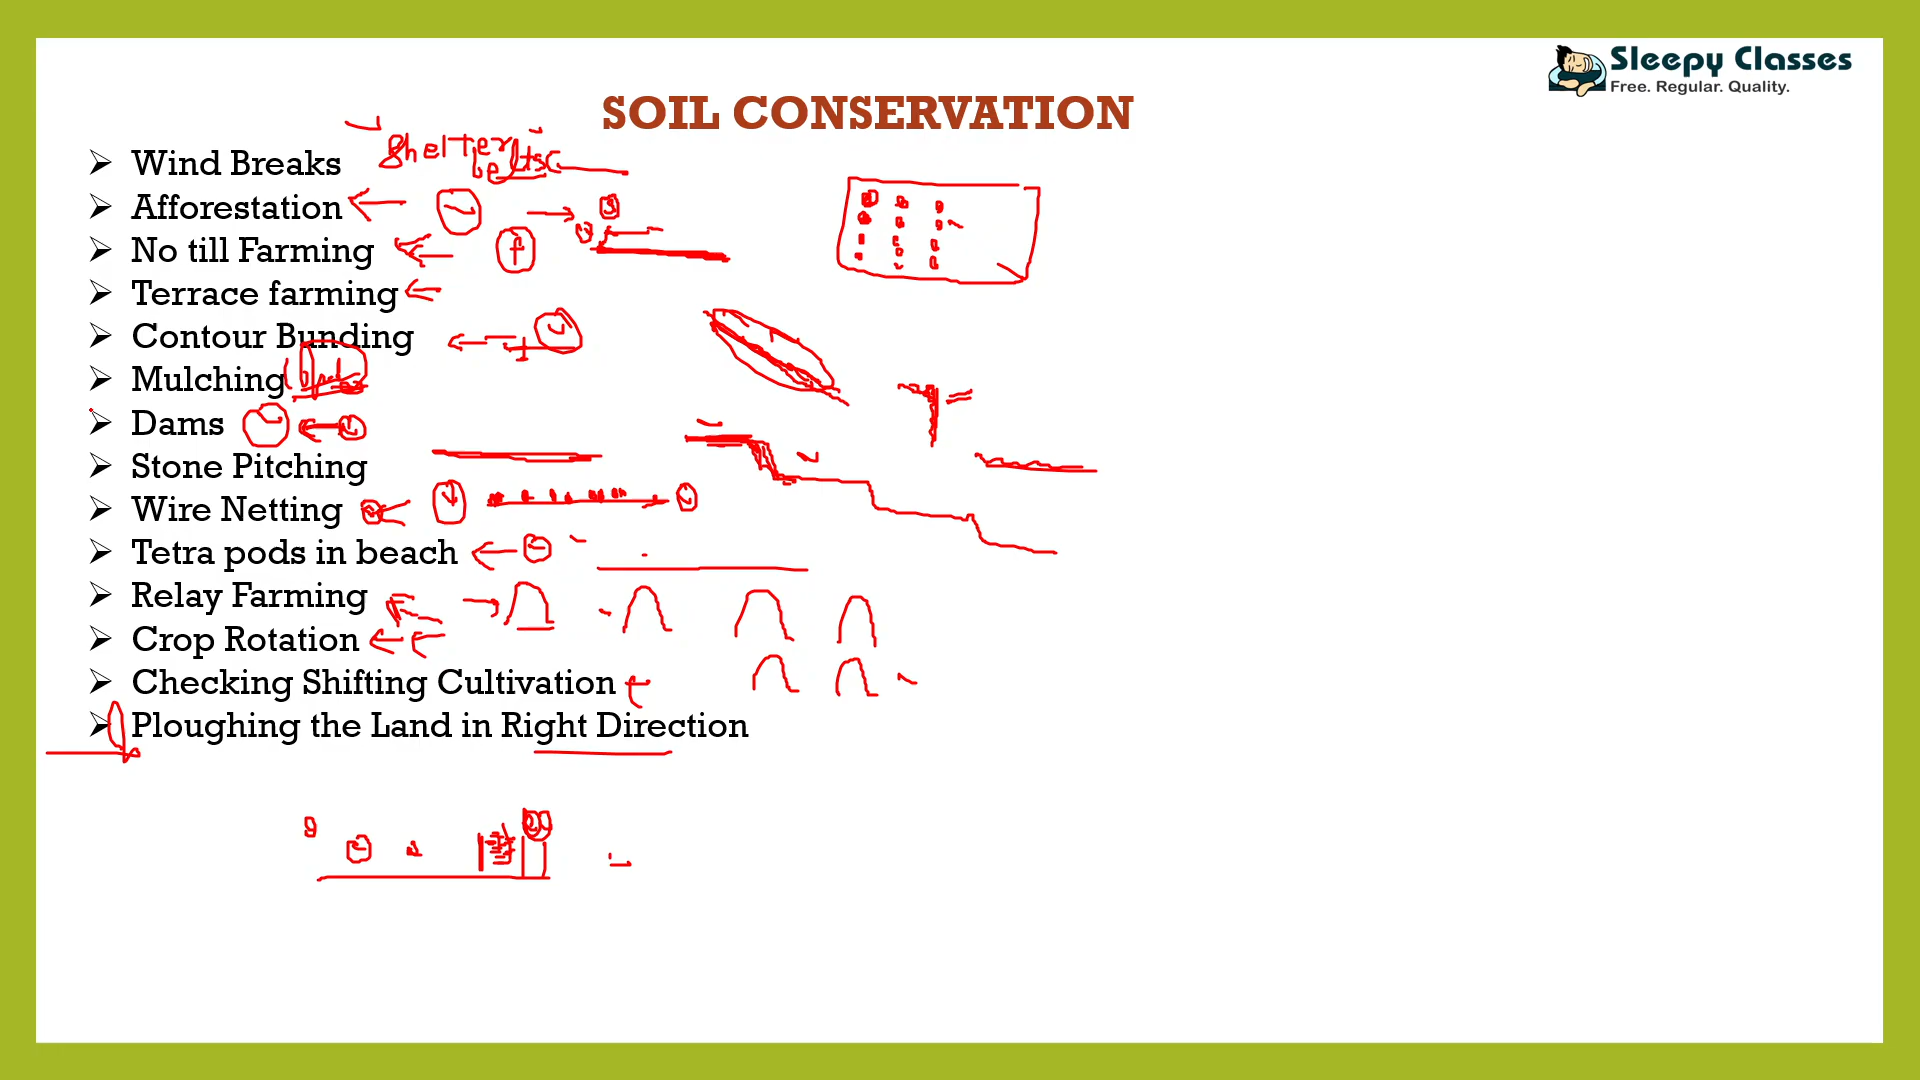 Sleepy Classes
Free. Regular. Quality.
SOIL CONSERVATION
Shelter
belts
➢ Wind Breaks
➢ Afforestation
➢ No till Farming
➢ Terrace farming
➢ Contour Bunding
➢ Mulching
➢ Dams
➢ Stone Pitching
➢ Wire Netting
➢ Tetra pods in beach
➢ Relay Farming
➢ Crop Rotation
➢ Checking Shifting Cultivation
➢ Ploughing the Land in Right Direction